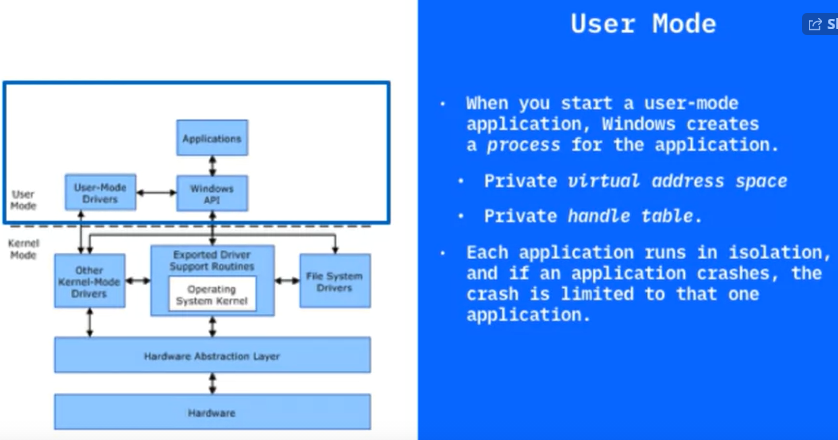 User Mode
• When you start a user-mode
application, Windows creates
a process for the application.
• Private virtual address space
• Private handle table.
• Each application runs in isolation,
and if an application crashes, the
crash is limited to that one
application.
Applications
User-Mode
Drivers
Windows
API
User
Mode
Kernel
Mode
Other
Kernel-Mode
Drivers
Exported Driver
Support Routines
Operating
System Kernel
File System
Drivers
Hardware Abstraction Layer
Hardware